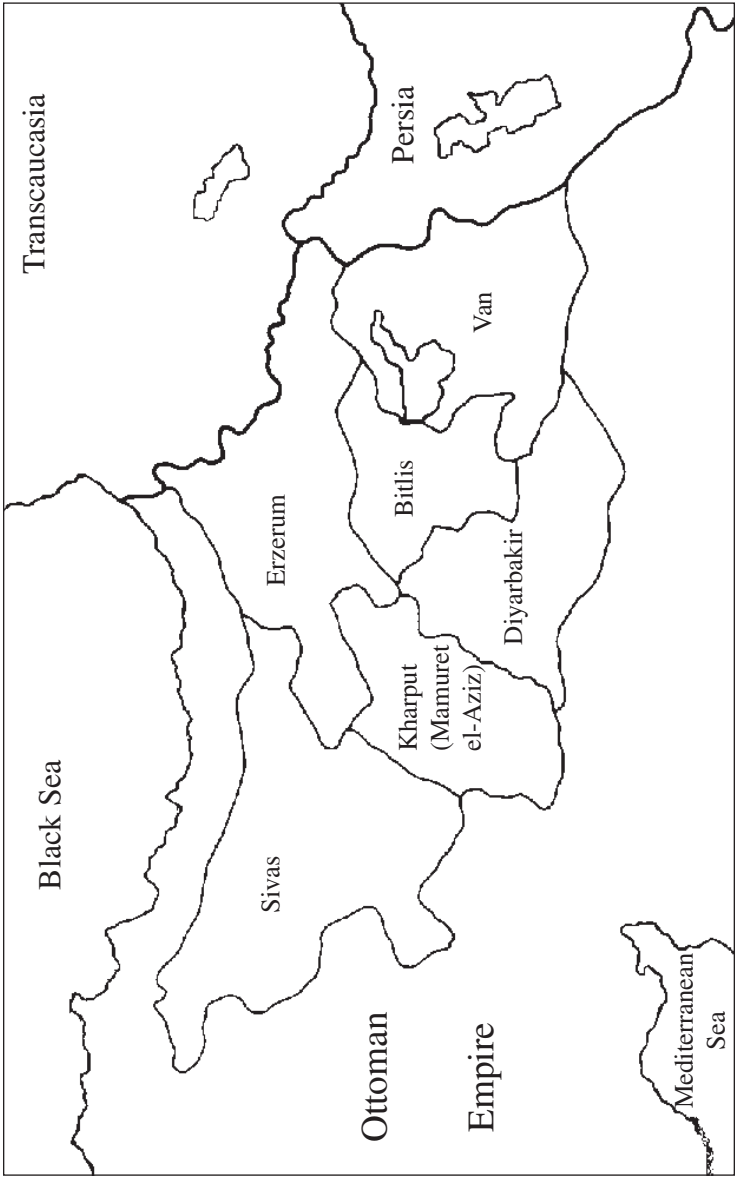 Black Sea
Transcaucasia
Sivas
Erzerum
Ottoman
Empire
Kharput
(Mamuret
el-Aziz)
Bitlis
Persia
Van
Diyarbakir
Mediterranean
Sea